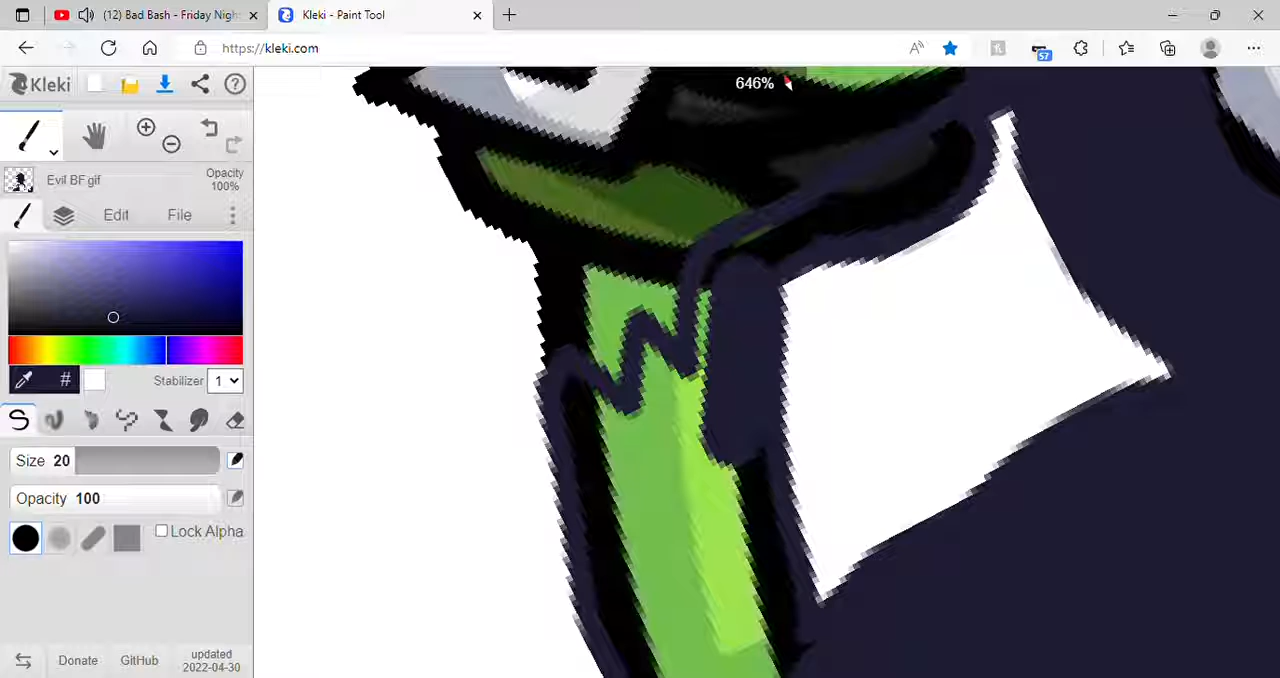 (12) Bad Bash - Friday Nigh
Kleki - Paint Tool
https://kleki.com
57
Kleki
646%
Evil BF gif
Opacity
100%
Edit
File
#
Stabilizer 1
Size 20
Opacity 100
Lock Alpha
Donate
GitHub
updated
2022-04-30